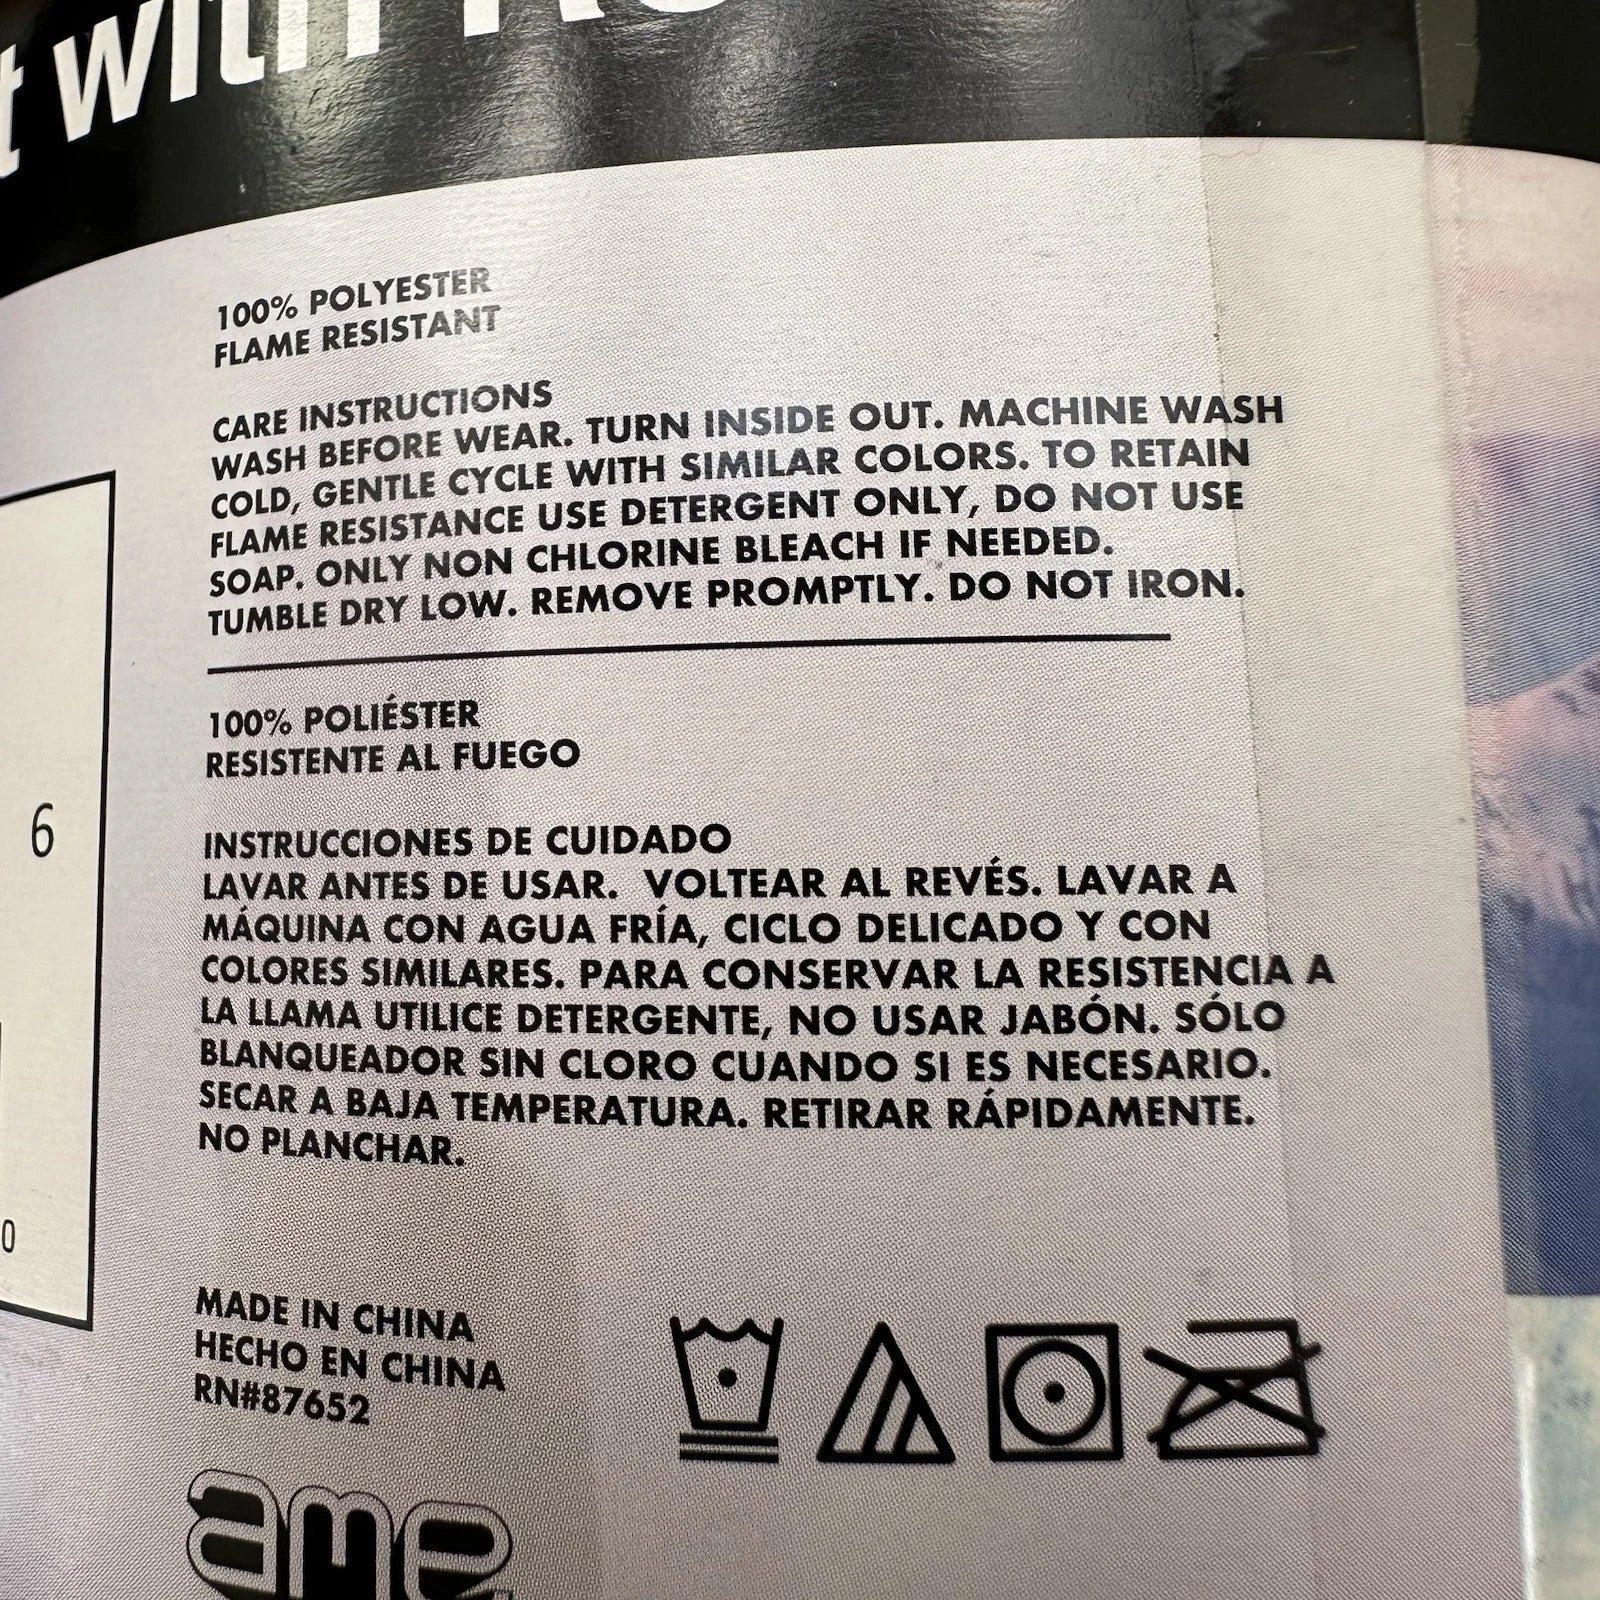 t with
100% POLYESTER
FLAME RESISTANT
CARE INSTRUCTIONS
WASH BEFORE WEAR. TURN INSIDE OUT. MACHINE WASH
COLD, GENTLE CYCLE WITH SIMILAR COLORS. TO RETAIN
FLAME RESISTANCE USE DETERGENT ONLY, DO NOT USE
SOAP. ONLY NON CHLORINE BLEACH IF NEEDED.
TUMBLE DRY LOW. REMOVE PROMPTLY. DO NOT IRON.
100% POLIÉSTER
RESISTENTE AL FUEGO
6
INSTRUCCIONES DE CUIDADO
LAVAR ANTES DE USAR. VOLTEAR AL REVÉS. LAVAR A
MÁQUINA CON AGUA FRÍA, CICLO DELICADO Y CON
COLORES SIMILARES. PARA CONSERVAR LA RESISTENCIA A
LA LLAMA UTILICE DETERGENTE, NO USAR JABÓN. SÓLO
BLANQUEADOR SIN CLORO CUANDO SI ES NECESARIO.
SECAR A BAJA TEMPERATURA. RETIRAR RÁPIDAMENTE.
NO PLANCHAR.
0
MADE IN CHINA
HECHO EN CHINA
RN#87652
ame